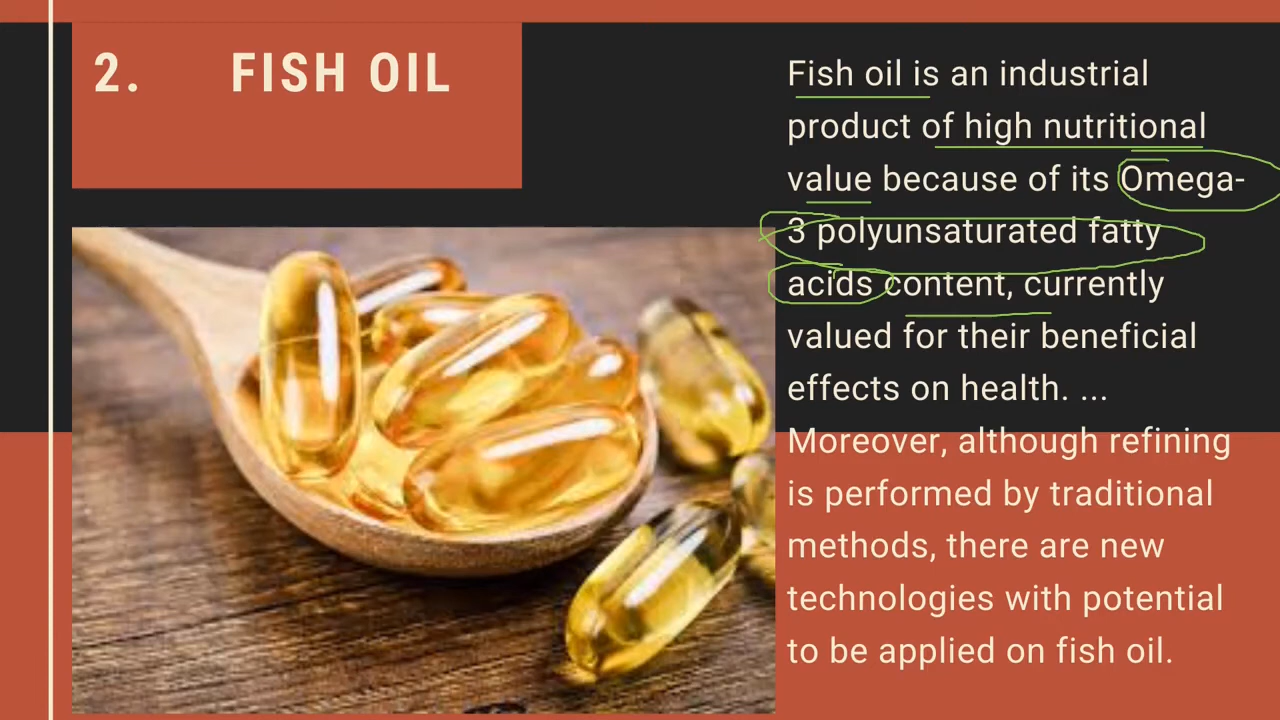 2. FISH OIL
Fish oil is an industrial
product of high nutritional
value because of its Omega-
3 polyunsaturated fatty
acids content, currently
valued for their beneficial
effects on health. ...
Moreover, although refining
is performed by traditional
methods, there are new
technologies with potential
to be applied on fish oil.